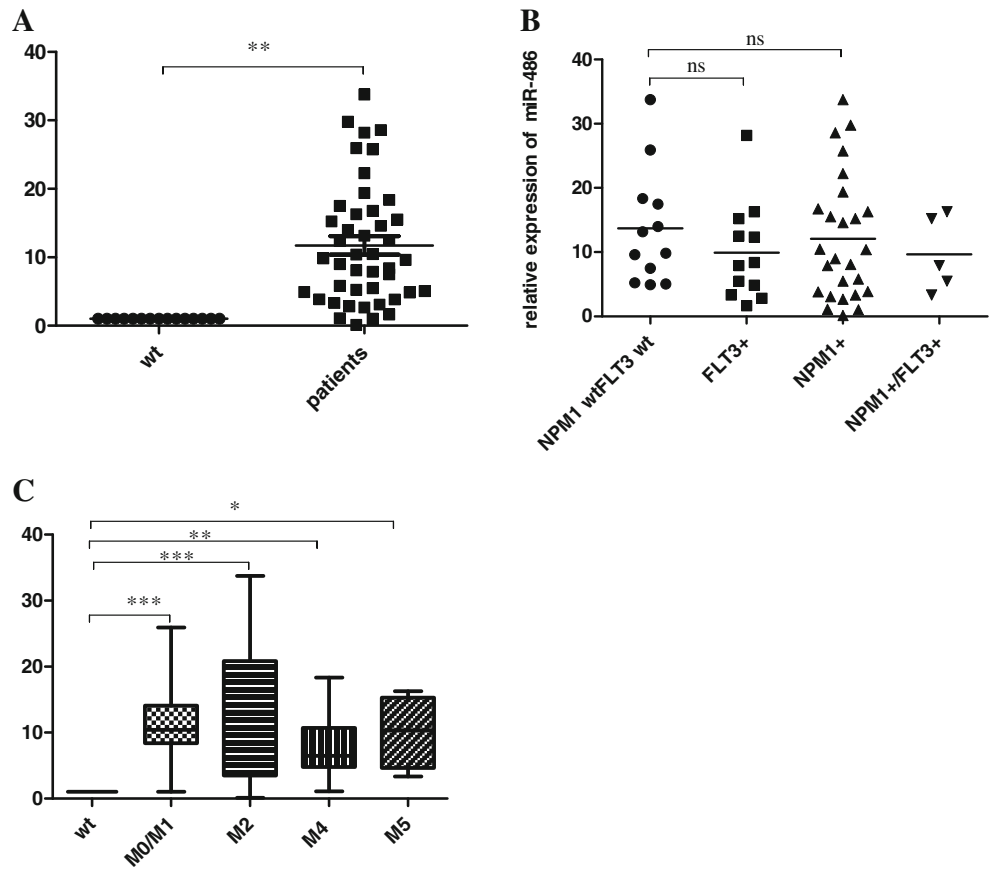 A
**
40
30
20
10
0
wt
patients
B
relative expression of miR-486
ns
ns
40
30
20
10
0
NPM1 wtFLT3 wt
FLT3+
NPM1+
NPM1+/FLT3+
C
*
**
***
***
40
30
20
10
0
wt
M0/M1
M2
M4
M5